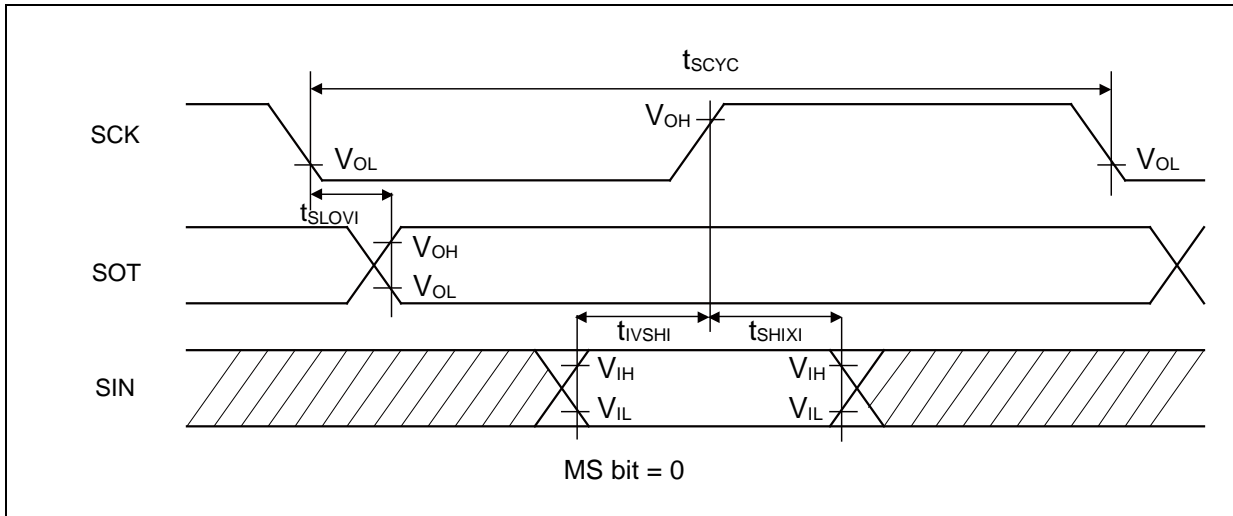 tSCYC
SCK
VOH
VOL
VOL
tSLOVI
SOT
VOH
VOL
tIVSHI
tSHIXI
SIN
VIH
VIH
VIL
VIL
MS bit = 0